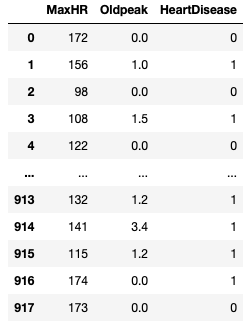 MaxHR Oldpeak HeartDisease
0 172 0.0 0
1 156 1.0 1
2 98 0.0 0
3 108 1.5 1
4 122 0.0 0
... ... ... ...
913 132 1.2 1
914 141 3.4 1
915 115 1.2 1
916 174 0.0 1
917 173 0.0 0